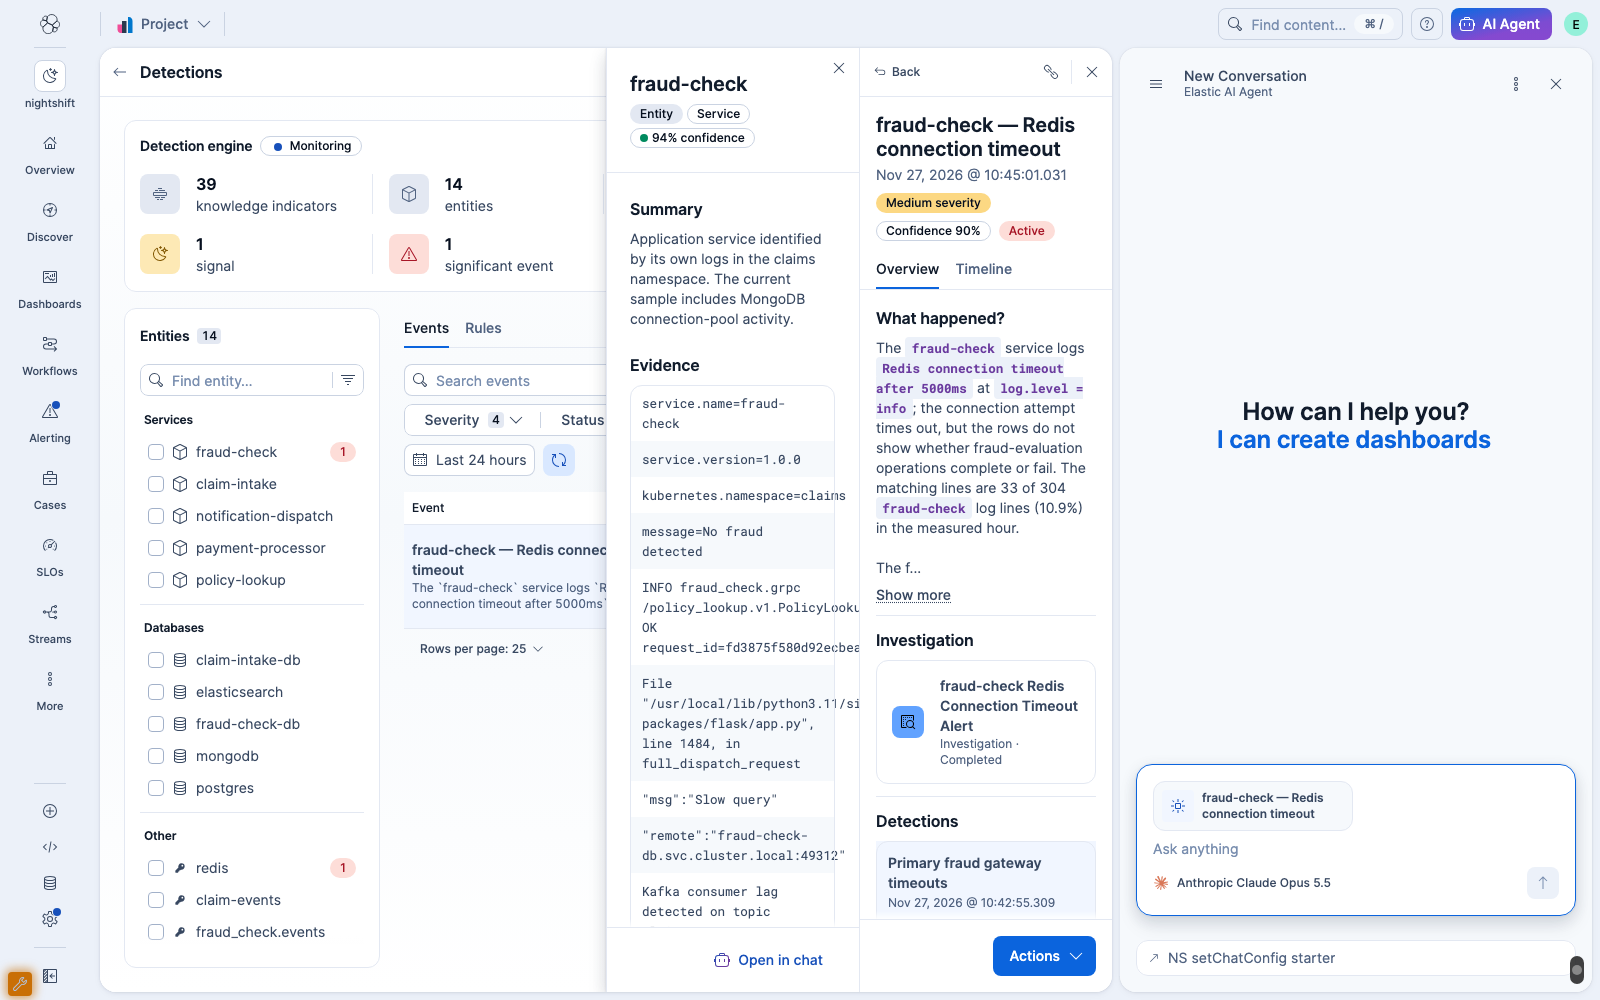 Project
Find content...
⌘ /
AI Agent
E
nightshift
Overview
Discover
Dashboards
Workflows
Alerting
Cases
SLOs
Streams
More
Detections
Detection engine
Monitoring
39
knowledge indicators
14
entities
1
signal
1
significant event
Entities 14
Find entity...
Services
fraud-check 1
claim-intake
notification-dispatch
payment-processor
policy-lookup
Databases
claim-intake-db
elasticsearch
fraud-check-db
mongodb
postgres
Other
redis 1
claim-events
fraud_check.events
Events Rules
Search events
Severity 4
Status
Last 24 hours
Event
fraud-check — Redis connec
timeout
The `fraud-check` service logs `R
connection timeout after 5000ms`
Rows per page: 25
fraud-check
Entity Service
94% confidence
Summary
Application service identified
by its own logs in the claims
namespace. The current
sample includes MongoDB
connection-pool activity.
Evidence
service.name=fraud-
check
service.version=1.0.0
kubernetes.namespace=claims
message=No fraud
detected
INFO fraud_check.grpc
/policy_lookup.v1.PolicyLooku
OK
request_id=fd3875f580d92ecbea
File
"/usr/local/lib/python3.11/si
packages/flask/app.py",
line 1484, in
full_dispatch_request
"msg":"Slow query"
"remote":"fraud-check-
db.svc.cluster.local:49312"
Kafka consumer lag
detected on topic
Open in chat
Back
fraud-check — Redis
connection timeout
Nov 27, 2026 @ 10:45:01.031
Medium severity
Confidence 90% Active
Overview Timeline
What happened?
The fraud-check service logs
Redis connection timeout
after 5000ms at log.level =
info ; the connection attempt
times out, but the rows do not
show whether fraud-evaluation
operations complete or fail. The
matching lines are 33 of 304
fraud-check log lines (10.9%)
in the measured hour.
The f...
Show more
Investigation
fraud-check Redis
Connection Timeout
Alert
Investigation ·
Completed
Detections
Primary fraud gateway
timeouts
Nov 27, 2026 @ 10:42:55.309
Actions
New Conversation
Elastic AI Agent
How can I help you?
I can create dashboards
fraud-check — Redis
connection timeout
Ask anything
Anthropic Claude Opus 5.5
NS setChatConfig starter